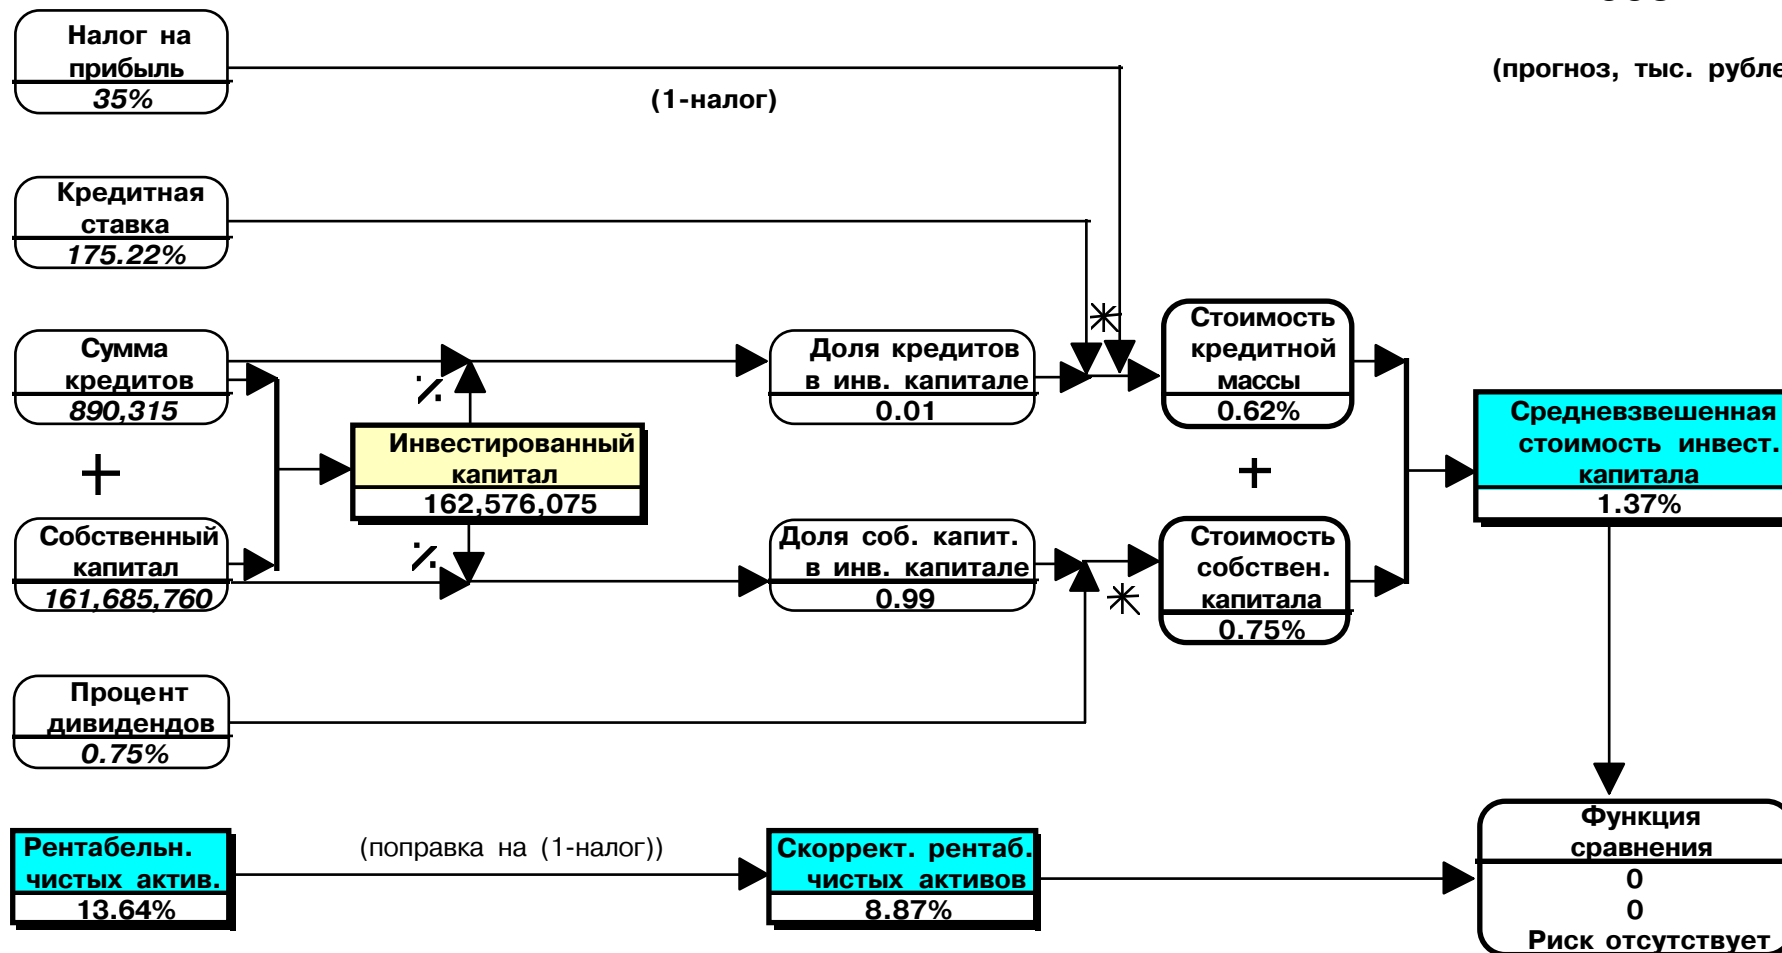 Налог на
прибыль
35%
(1-налог)
(прогноз, тыс.
Кредитная
ставка
175.22%
Сумма
кредитов
890,315
+
Собственный
капитал
161,685,760
Инвестированный
капитал
162,576,075
Доля кредитов
в инв. капитале
0.01
Доля соб. капит.
в инв. капитале
0.99
Стоимость
кредитной
массы
0.62%
+
Стоимость
собствен.
капитала
0.75%
Средневзвешенная
стоимость инвест.
капитала
1.37%
Процент
дивидендов
0.75%
Рентабельн.
чистых актив.
13.64%
(поправка на (1-налог))
Скоррект. рентаб.
чистых активов
8.87%
Функция
сравнения
0
0
Риск отсутствует